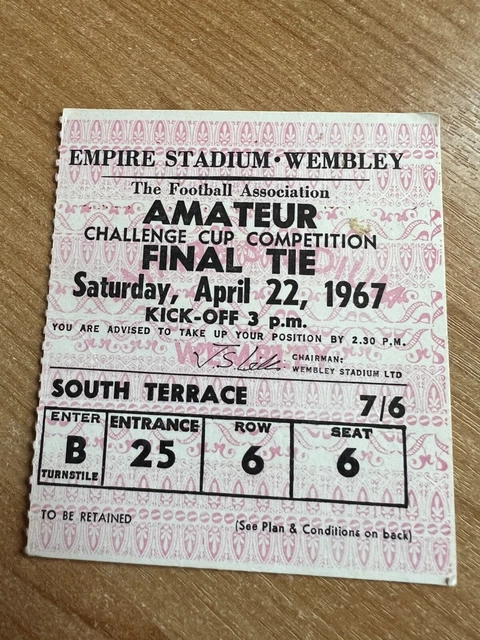 EMPIRE STADIUM • WEMBLEY
The Football Association
AMATEUR
CHALLENGE CUP COMPETITION
FINAL TIE
Saturday, April 22, 1967
KICK-OFF 3 p.m.
YOU ARE ADVISED TO TAKE UP YOUR POSITION BY 2.30 P.M.
CHAIRMAN:
WEMBLEY STADIUM LTD
SOUTH TERRACE 7/6
ENTER ENTRANCE ROW SEAT
B 25 6 6
TURNSTILE
TO BE RETAINED (See Plan & Conditions on back)